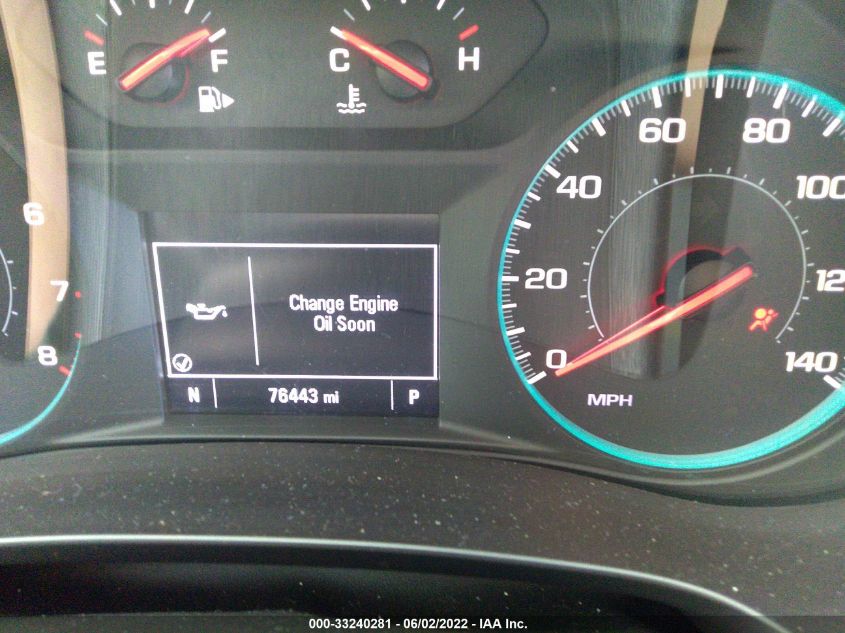 E F C H
60 80
40 100
20
6
7
8
0
140
MPH
Change Engine
Oil Soon
N 76443 mi P
000-33240281 - 06/02/2022 - IAA Inc.